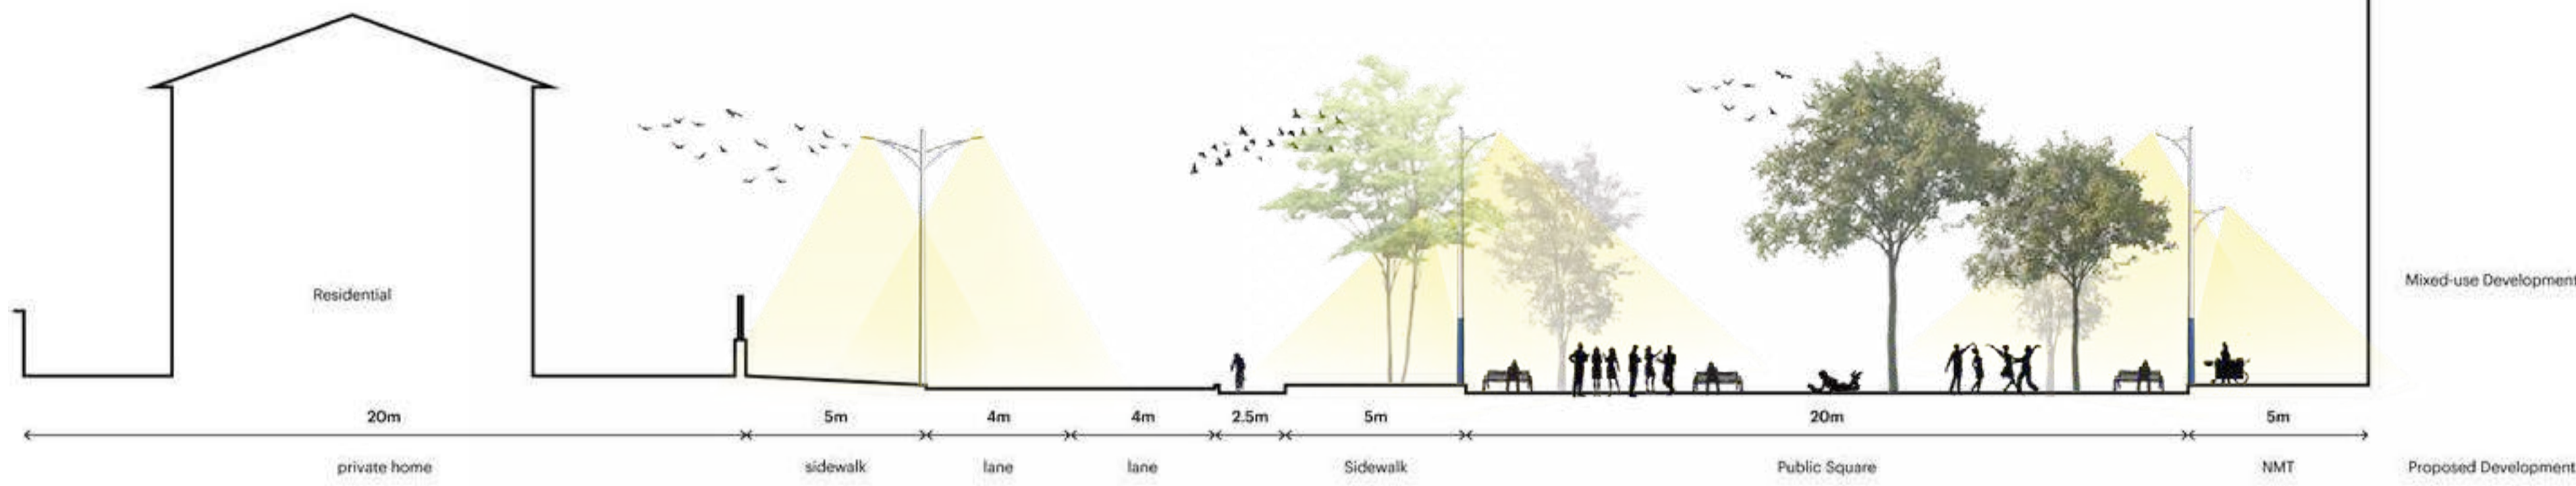 Residential
Mixed-use Development
20m
5m
4m
4m
2.5m
5m
20m
5m
private home
sidewalk
lane
lane
Sidewalk
Public Square
NMT
Proposed Development